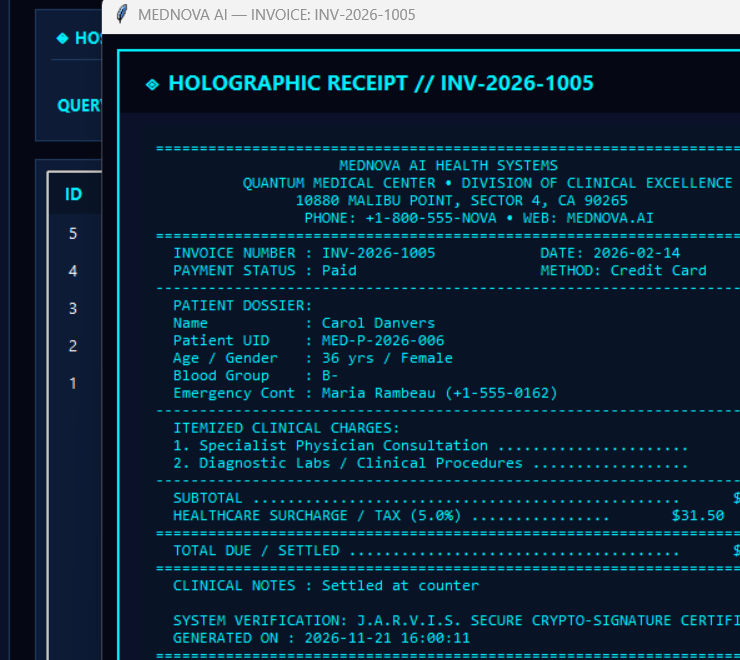 MEDNOVA AI — INVOICE: INV-2026-1005
◆ HO
QUERY
ID
5
4
3
2
1
◈ HOLOGRAPHIC RECEIPT // INV-2026-1005
MEDNOVA AI HEALTH SYSTEMS
QUANTUM MEDICAL CENTER • DIVISION OF CLINICAL EXCELLENCE
10880 MALIBU POINT, SECTOR 4, CA 90265
PHONE: +1-800-555-NOVA • WEB: MEDNOVA.AI
INVOICE NUMBER : INV-2026-1005 DATE: 2026-02-14
PAYMENT STATUS : Paid METHOD: Credit Card
PATIENT DOSSIER:
Name : Carol Danvers
Patient UID : MED-P-2026-006
Age / Gender : 36 yrs / Female
Blood Group : B-
Emergency Cont : Maria Rambeau (+1-555-0162)
ITEMIZED CLINICAL CHARGES:
1. Specialist Physician Consultation ......................
2. Diagnostic Labs / Clinical Procedures ..................
SUBTOTAL ................................................. $
HEALTHCARE SURCHARGE / TAX (5.0%) ................ $31.50
TOTAL DUE / SETTLED ...................................... $
CLINICAL NOTES : Settled at counter
SYSTEM VERIFICATION: J.A.R.V.I.S. SECURE CRYPTO-SIGNATURE CERTIFI
GENERATED ON : 2026-11-21 16:00:11